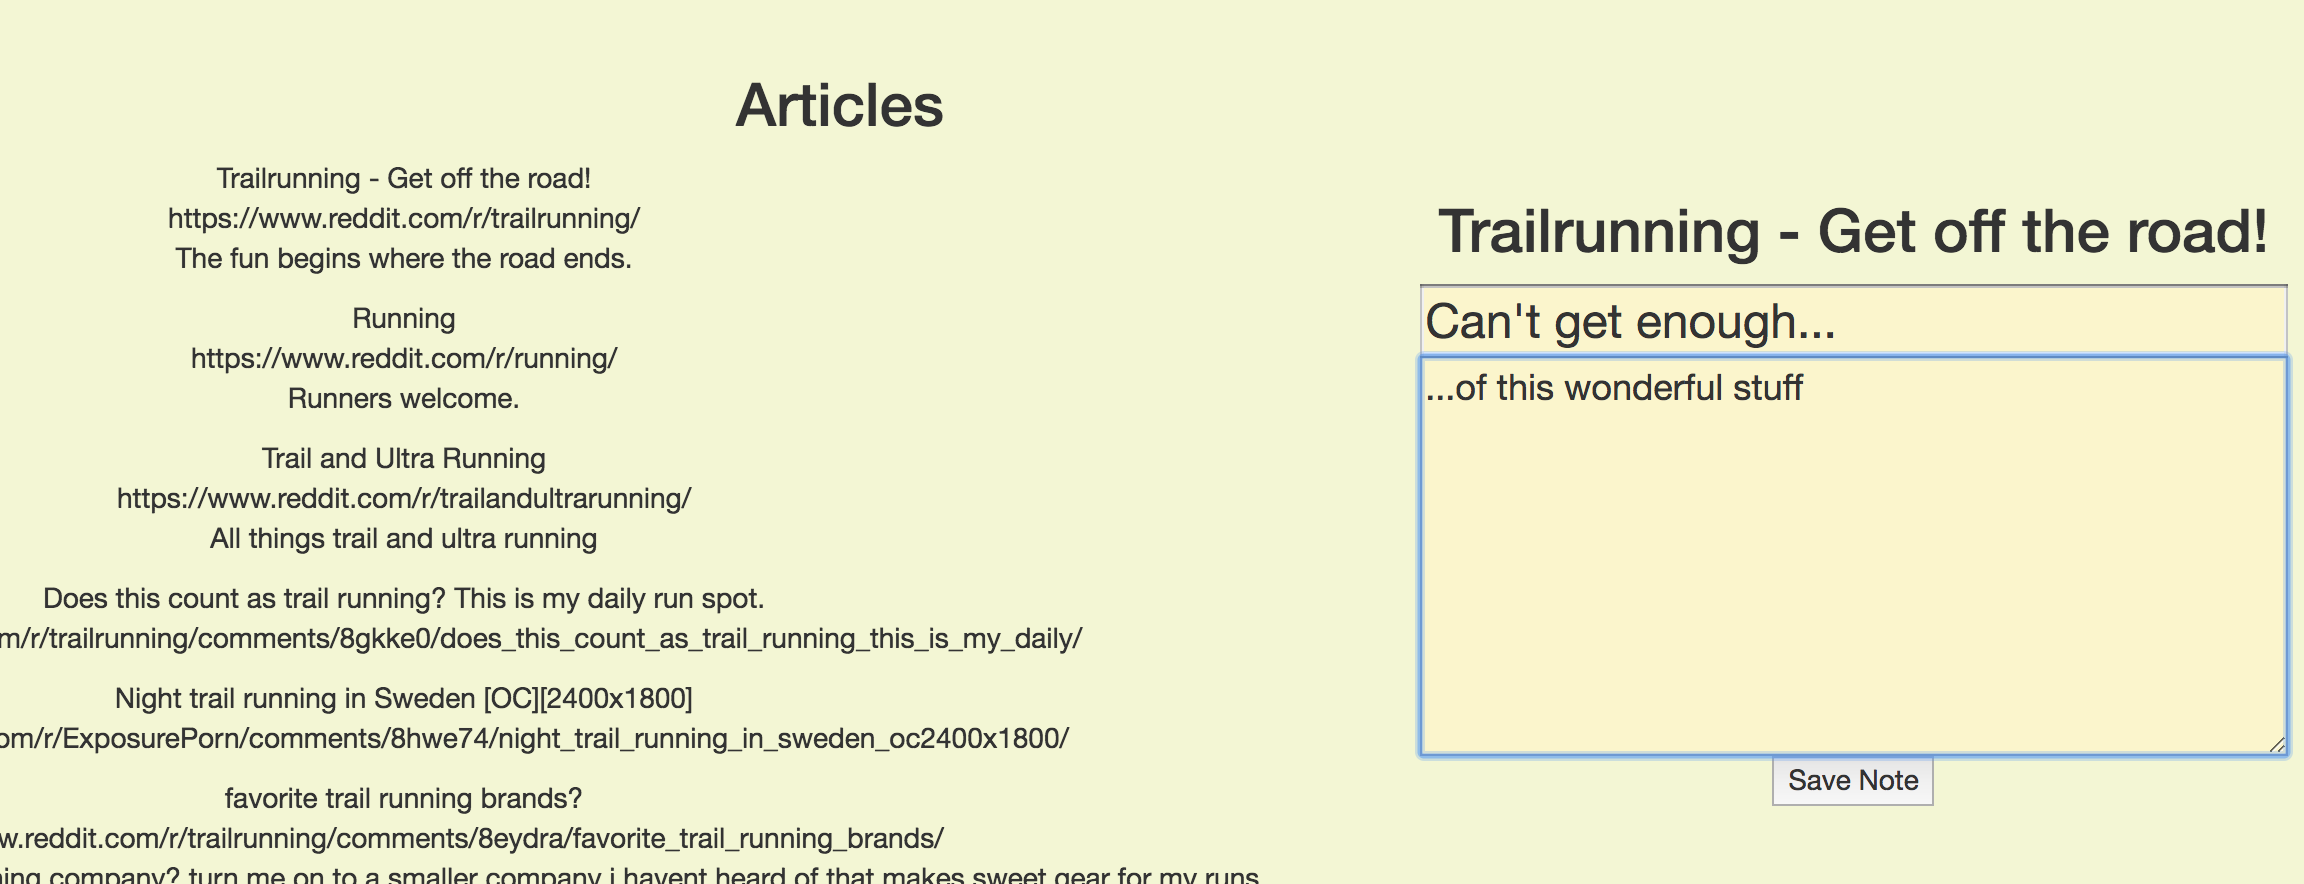 Articles
Trailrunning - Get off the road!
https://www.reddit.com/r/trailrunning/
The fun begins where the road ends.
Running
https://www.reddit.com/r/running/
Runners welcome.
Trail and Ultra Running
https://www.reddit.com/r/trailandultrarunning/
All things trail and ultra running
Does this count as trail running? This is my daily run spot.
m/r/trailrunning/comments/8gkke0/does_this_count_as_trail_running_this_is_my_daily/
Night trail running in Sweden [OC][2400x1800]
om/r/ExposurePorn/comments/8hwe74/night_trail_running_in_sweden_oc2400x1800/
favorite trail running brands?
w.reddit.com/r/trailrunning/comments/8eydra/favorite_trail_running_brands/
ning company? turn me on to a smaller company i havent heard of that makes sweet gear for my runs
Trailrunning - Get off the road!
Can't get enough...
...of this wonderful stuff
Save Note